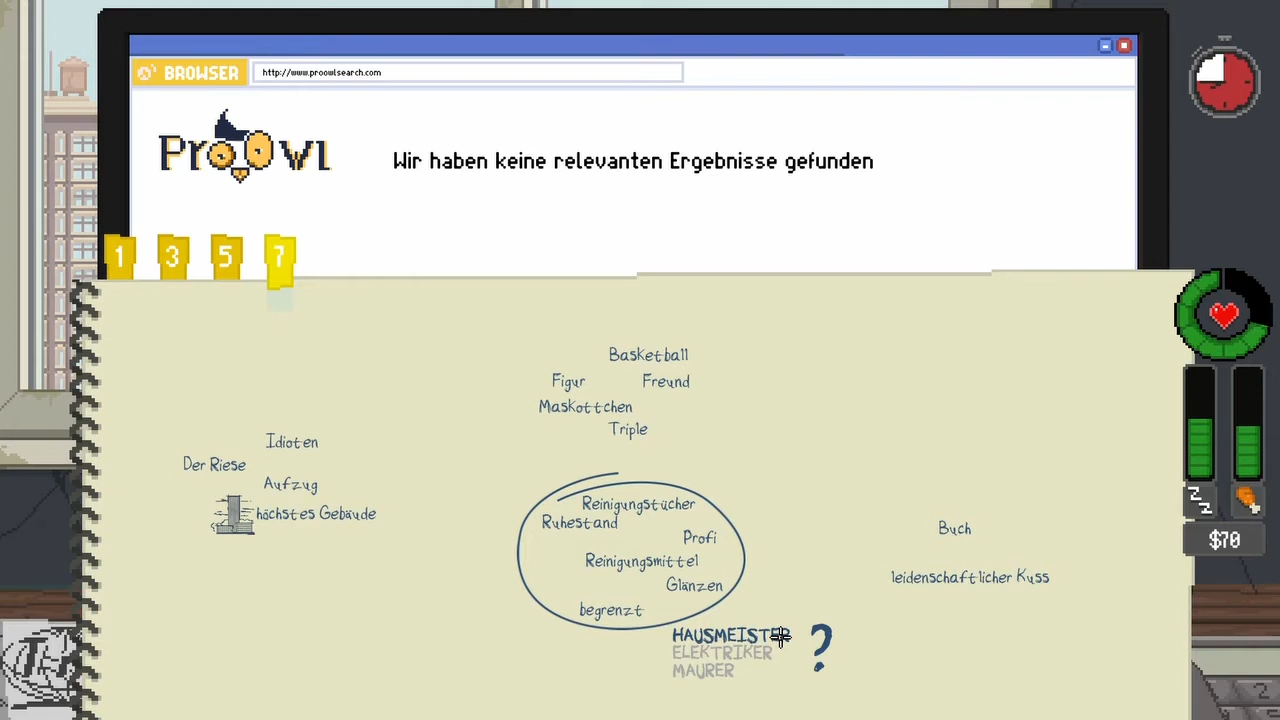 BROWSER
http://www.proowlsearch.com
PrOOwl
Wir haben keine relevanten Ergebnisse gefunden
1 3 5 7
Basketball
Figur Freund
Maskottchen
Triple
Idioten
Der Riese
Aufzug
höchstes Gebäude
Reinigungstücher
Ruhestand
Profi
Reinigungsmittel
Glänzen
begrenzt
Buch
leidenschaftlicher Kuss
HAUSMEISTER
ELEKTRIKER
MAURER
?
$70